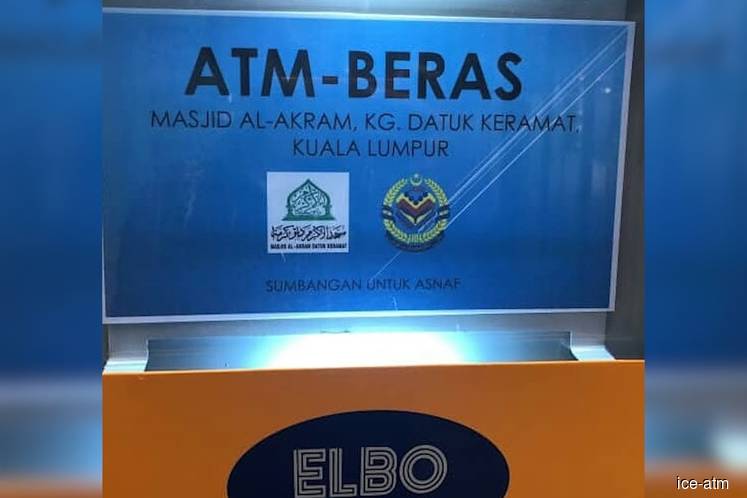 ATM-BERAS
MASJID AL-AKRAM, KG. DATUK KERAMAT,
KUALA LUMPUR
MASJID AL-AKRAM DATUK KERAMAT
SUMBANGAN UNTUK ASNAF
ELBO
ice-atm